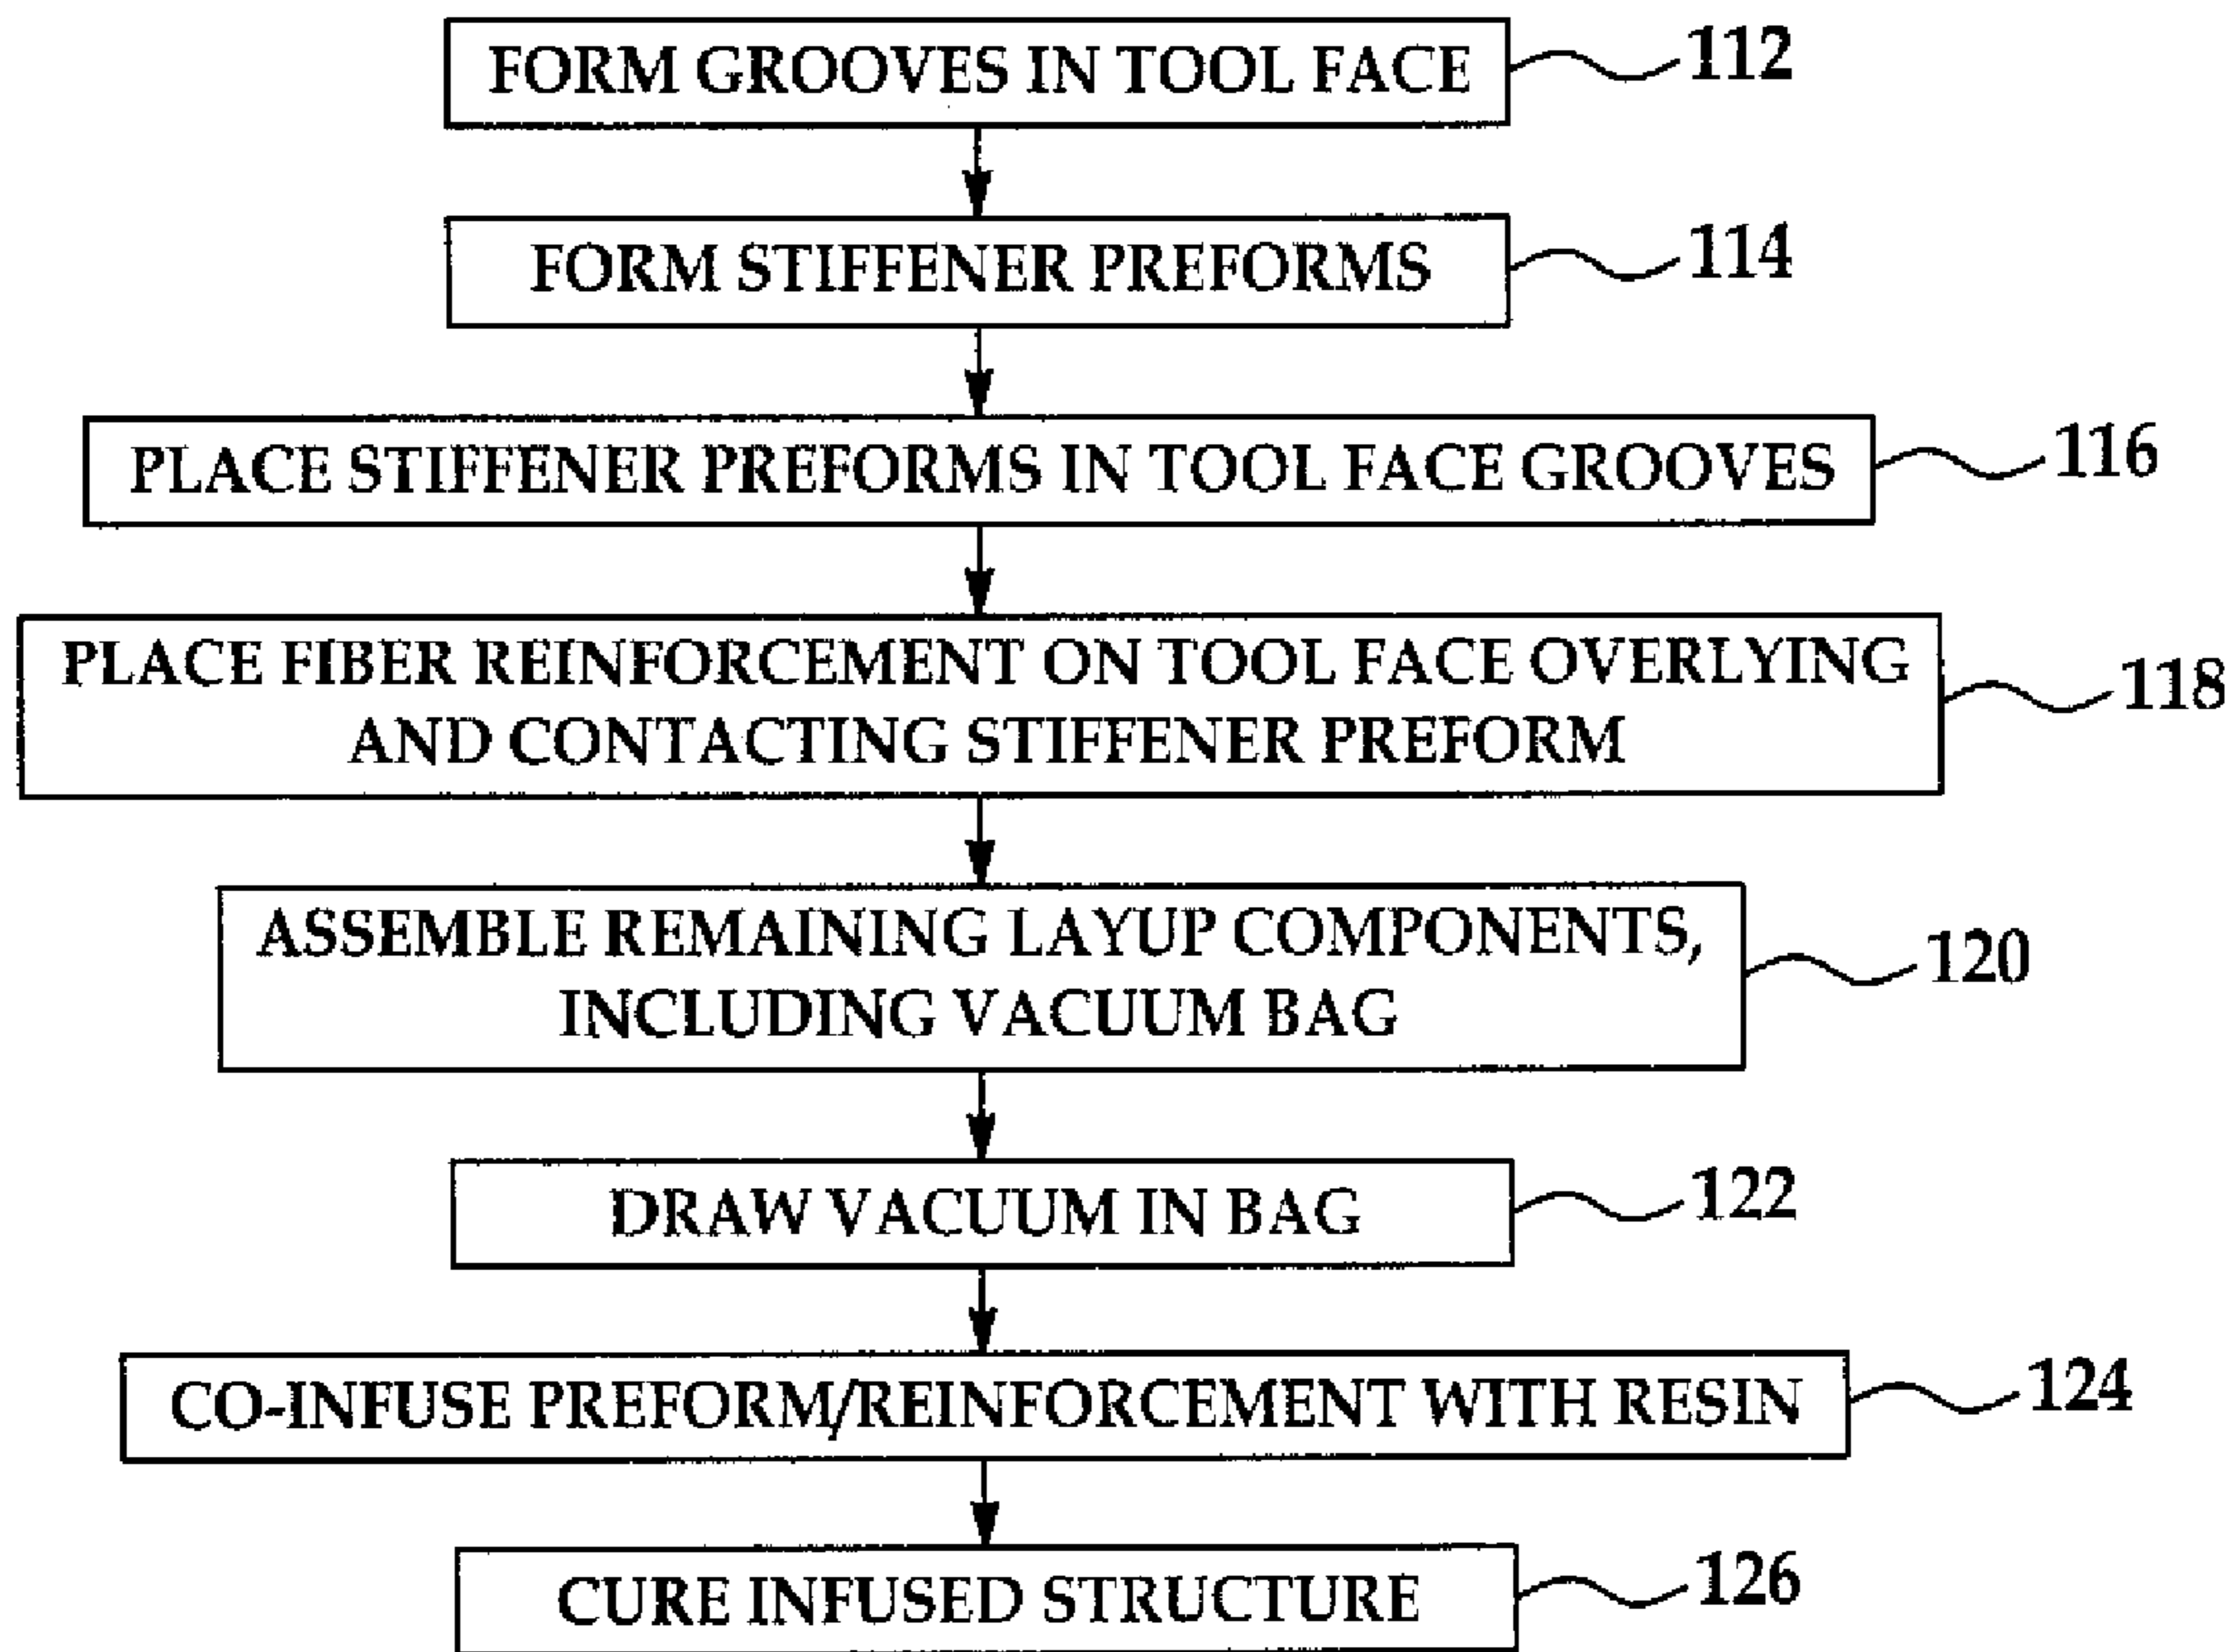 FORM GROOVES IN TOOL FACE
112
FORM STIFFENER PREFORMS
114
PLACE STIFFENER PREFORMS IN TOOL FACE GROOVES
116
PLACE FIBER REINFORCEMENT ON TOOL FACE OVERLYING
AND CONTACTING STIFFENER PREFORM
118
ASSEMBLE REMAINING LAYUP COMPONENTS,
INCLUDING VACUUM BAG
120
DRAW VACUUM IN BAG
122
CO-INFUSE PREFORM/REINFORCEMENT WITH RESIN
124
CURE INFUSED STRUCTURE
126